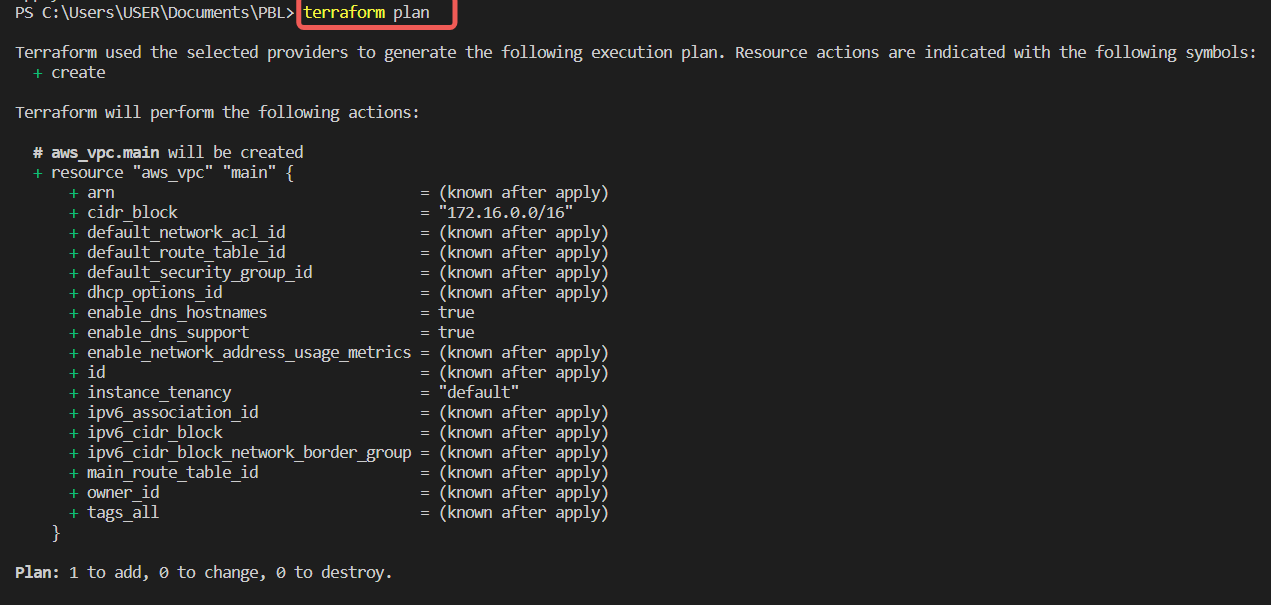 PS C:\Users\USER\Documents\PBL> terraform plan
Terraform used the selected providers to generate the following execution plan. Resource actions are indicated with the following symbols:
  + create
Terraform will perform the following actions:
  # aws_vpc.main will be created
  + resource "aws_vpc" "main" {
      + arn                                  = (known after apply)
      + cidr_block                           = "172.16.0.0/16"
      + default_network_acl_id               = (known after apply)
      + default_route_table_id               = (known after apply)
      + default_security_group_id            = (known after apply)
      + dhcp_options_id                      = (known after apply)
      + enable_dns_hostnames                 = true
      + enable_dns_support                   = true
      + enable_network_address_usage_metrics = (known after apply)
      + id                                   = (known after apply)
      + instance_tenancy                     = "default"
      + ipv6_association_id                  = (known after apply)
      + ipv6_cidr_block                      = (known after apply)
      + ipv6_cidr_block_network_border_group = (known after apply)
      + main_route_table_id                  = (known after apply)
      + owner_id                             = (known after apply)
      + tags_all                             = (known after apply)
    }
Plan: 1 to add, 0 to change, 0 to destroy.